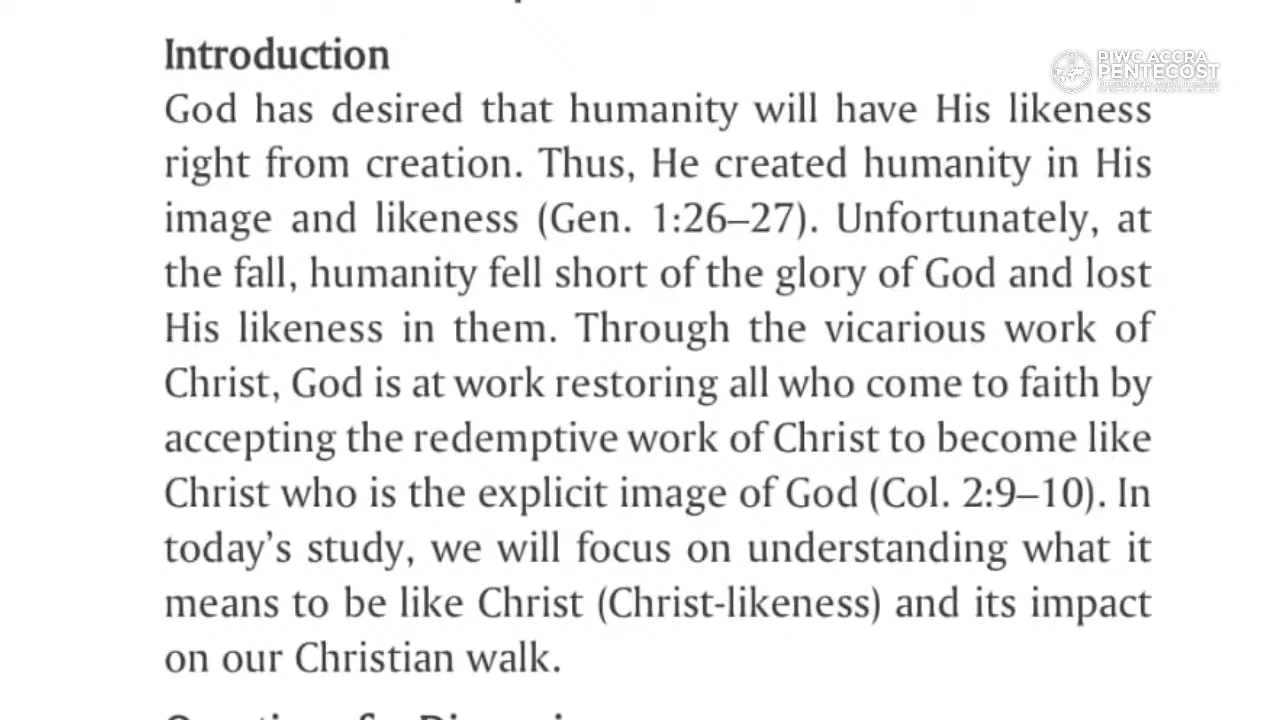 Introduction
PIWC ACCRA
PENTECOST
God has desired that humanity will have His likeness
right from creation. Thus, He created humanity in His
image and likeness (Gen. 1:26–27). Unfortunately, at
the fall, humanity fell short of the glory of God and lost
His likeness in them. Through the vicarious work of
Christ, God is at work restoring all who come to faith by
accepting the redemptive work of Christ to become like
Christ who is the explicit image of God (Col. 2:9–10). In
today’s study, we will focus on understanding what it
means to be like Christ (Christ-likeness) and its impact
on our Christian walk.